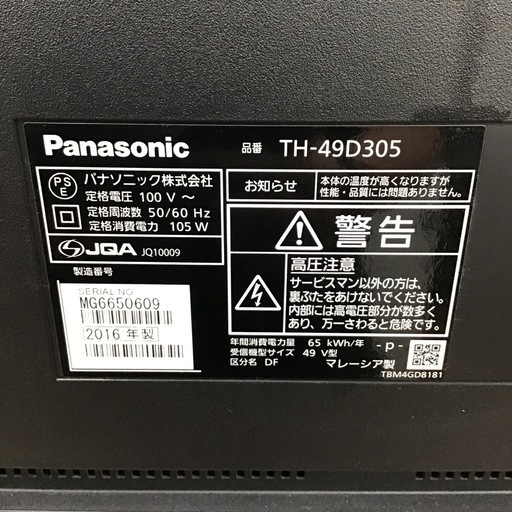 Panasonic
品番 TH-49D305
PS
E
パナソニック株式会社
定格電圧 100 V ～
定格周波数 50/60 Hz
定格消費電力 105 W
JQA JQ10009
製造番号
SERIAL NO.
MG6650609
2016 年製
お知らせ
本体の温度が高くなりますが
性能・品質には問題ありません
警告
高圧注意
サービスマン以外の方は、
裏ぶたをあけないでください。
内部には高電圧部分が数多く
あり、万一さわると危険です。
年間消費電力量 65 kWh/年
受信機型サイズ 49 V型
区分名 DF
-p-
マレーシア製
TBM4GD8181